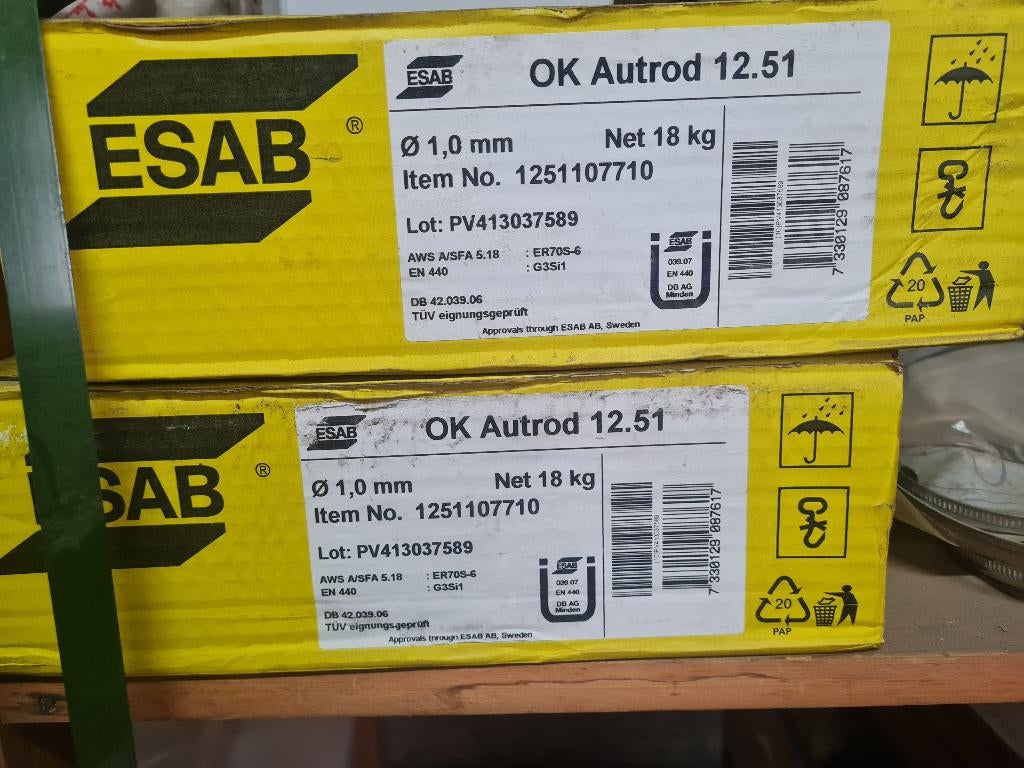 ESAB ®
ESAB OK Autrod 12.51
Ø 1,0 mm Net 18 kg
Item No. 1251107710
Lot: PV413037589
AWS A/SFA 5.18 : ER70S-6
EN 440 : G3Si1
DB 42.039.06
TÜV eignungsgeprüft
Approvals through ESAB AB, Sweden
ESAB
039.07
EN 440
DB AG
Minden
(10)PV413037589
7 330129 087617
20
PAP
ESAB ®
ESAB OK Autrod 12.51
Ø 1,0 mm Net 18 kg
Item No. 1251107710
Lot: PV413037589
AWS A/SFA 5.18 : ER70S-6
EN 440 : G3Si1
DB 42.039.06
TÜV eignungsgeprüft
Approvals through ESAB AB, Sweden
ESAB
039.07
EN 440
DB AG
Minden
(10)PV413037589
7 330129 087617
20
PAP